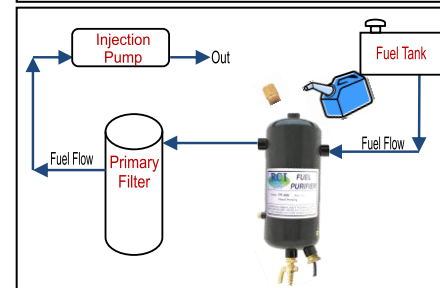 Injection
Pump
Out
Fuel Tank
Fuel Flow
Fuel Flow
Primary
Filter
RCI FUEL
PURIFIER